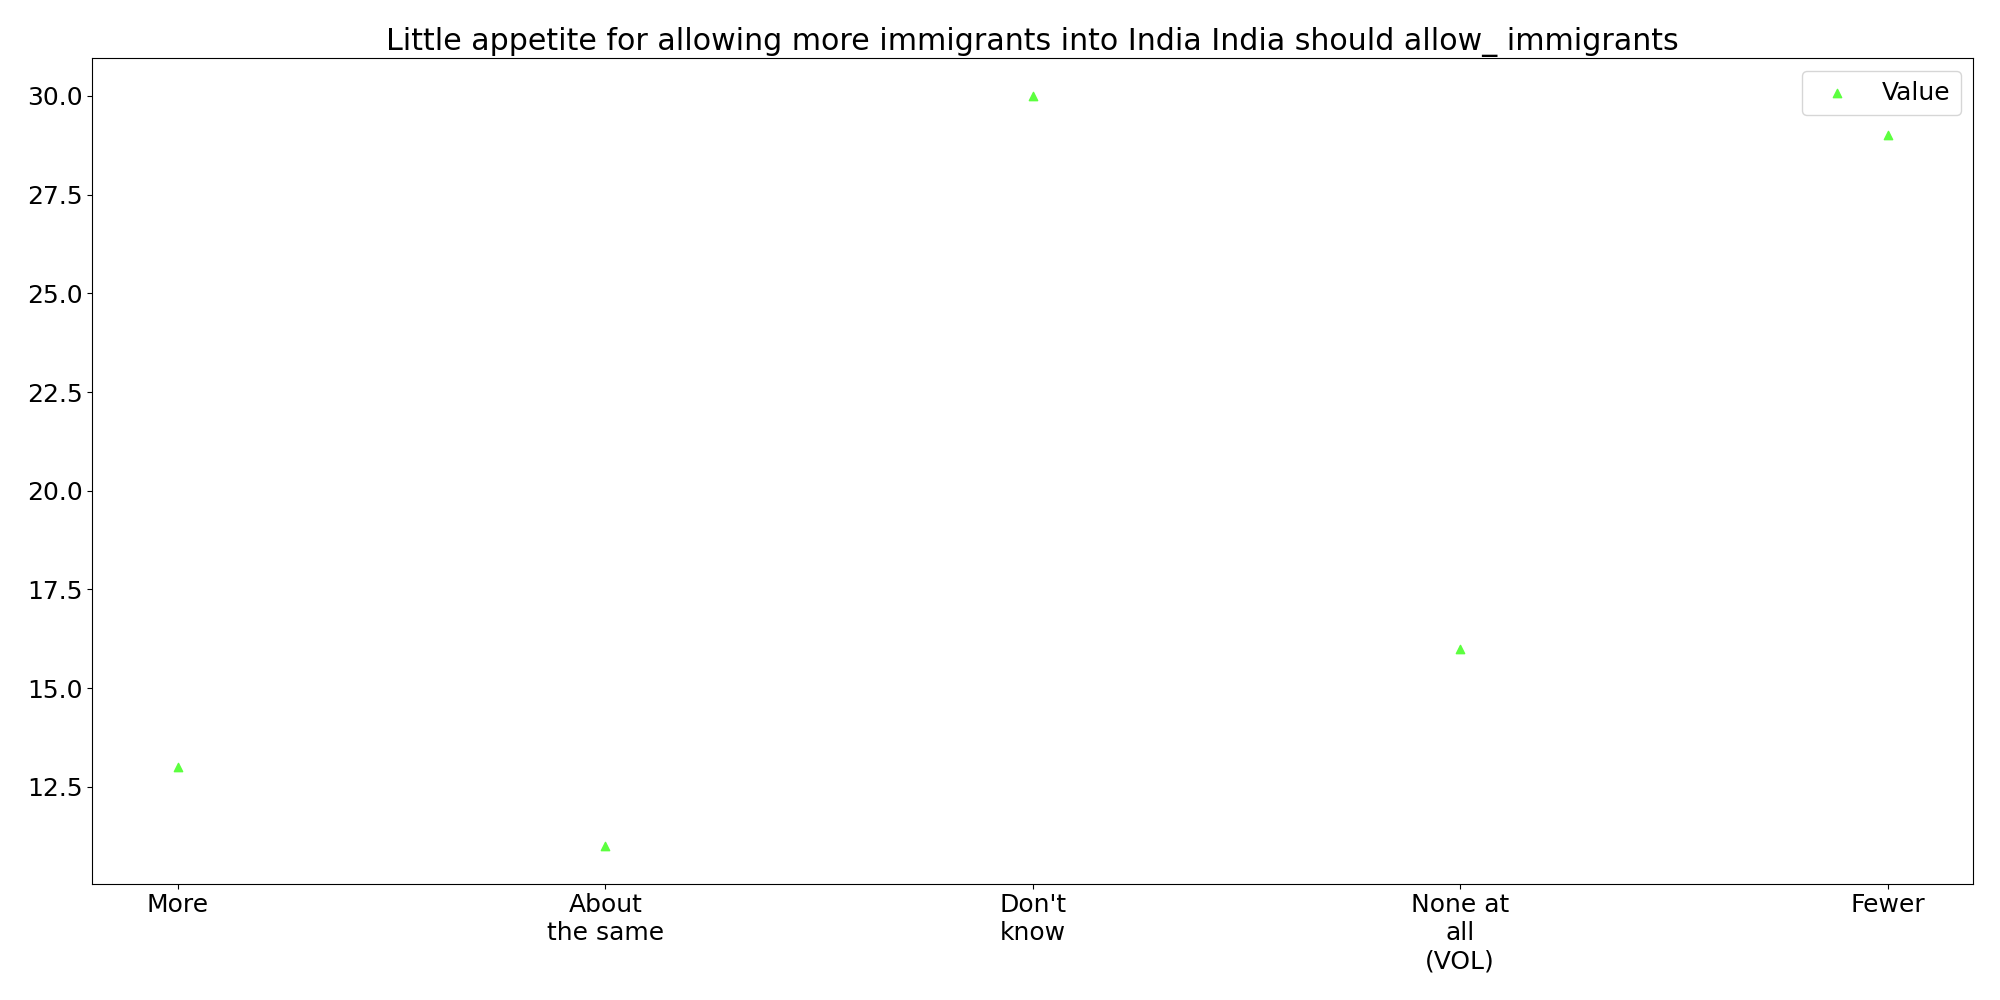 Little appetite for allowing more immigrants into India India should allow_ immigrants
Value
30.0
27.5
25.0
22.5
20.0
17.5
15.0
12.5
More
About
the same
Don't
know
None at
all
(VOL)
Fewer